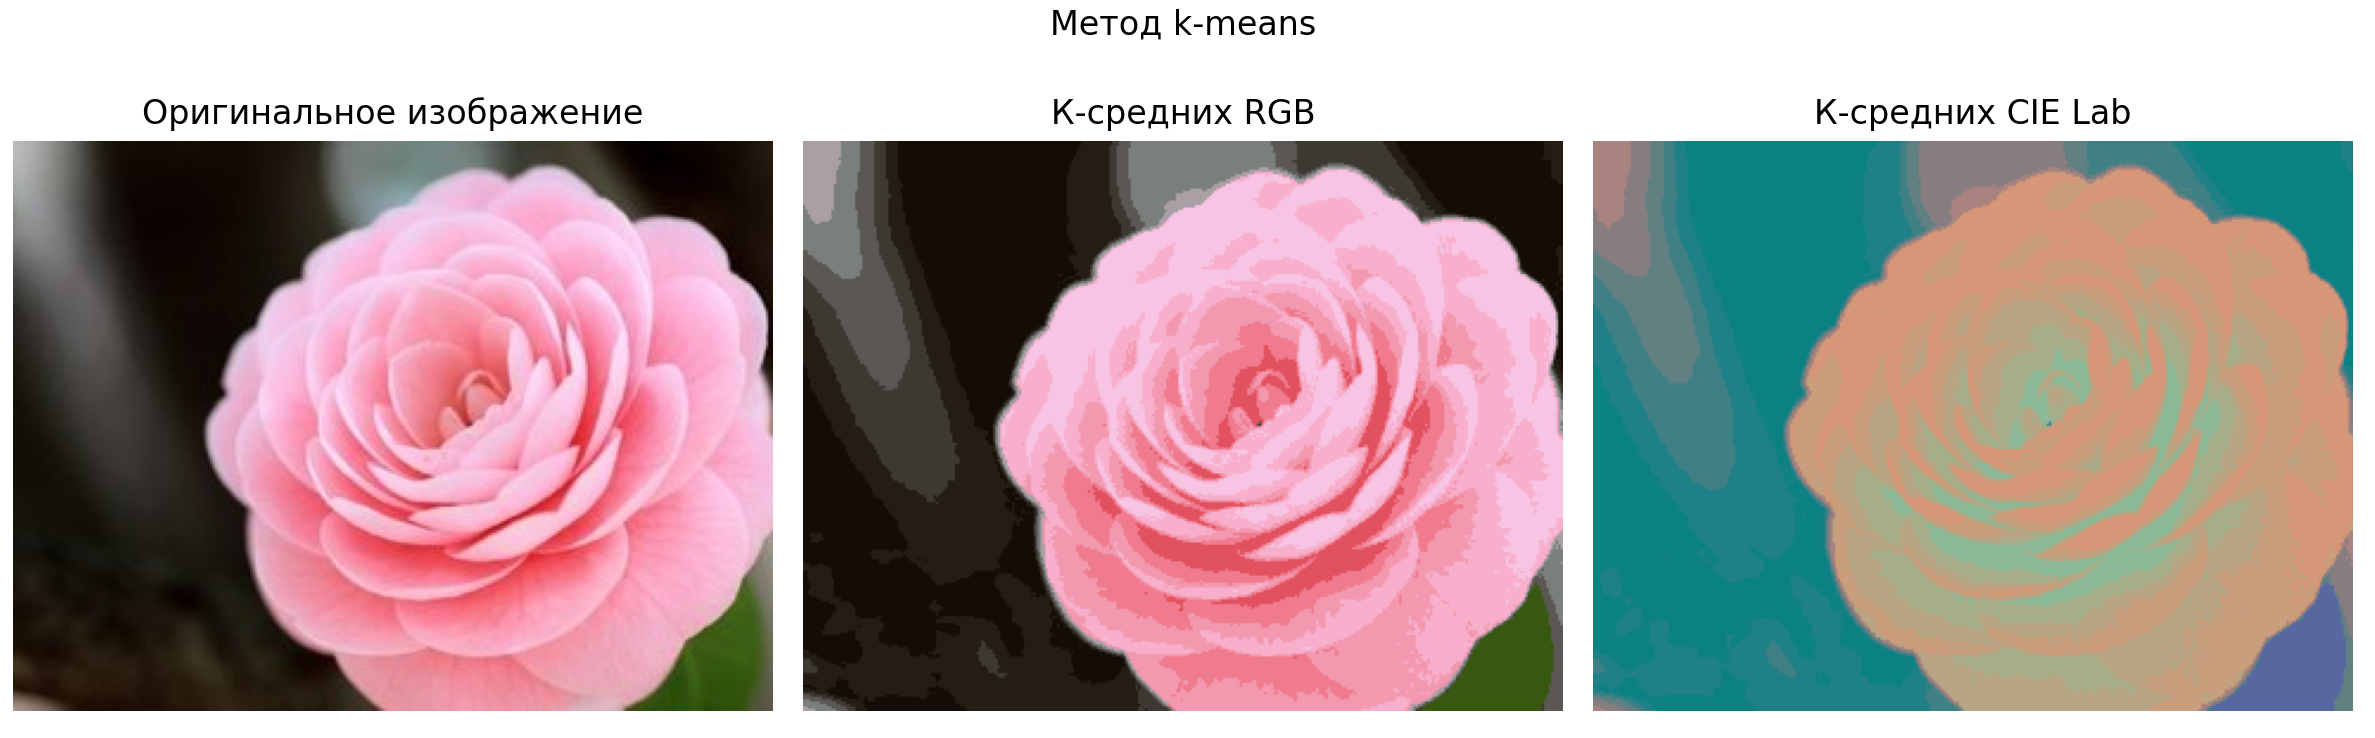 Метод k-means
Оригинальное изображение
К-средних RGB
К-средних CIE Lab